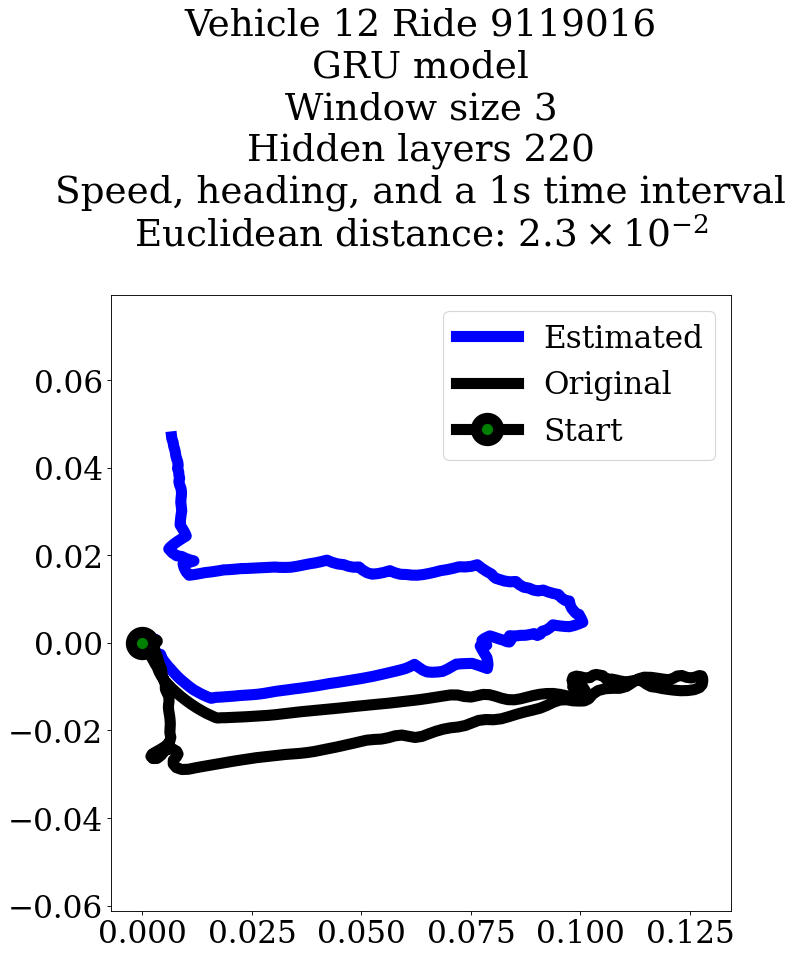 Vehicle 12 Ride 9119016
GRU model
Window size 3
Hidden layers 220
Speed, heading, and a 1s time interval
Euclidean distance: 2.3 × 10⁻²
Estimated
Original
Start
0.06
0.04
0.02
0.00
−0.02
−0.04
−0.06
0.000 0.025 0.050 0.075 0.100 0.125